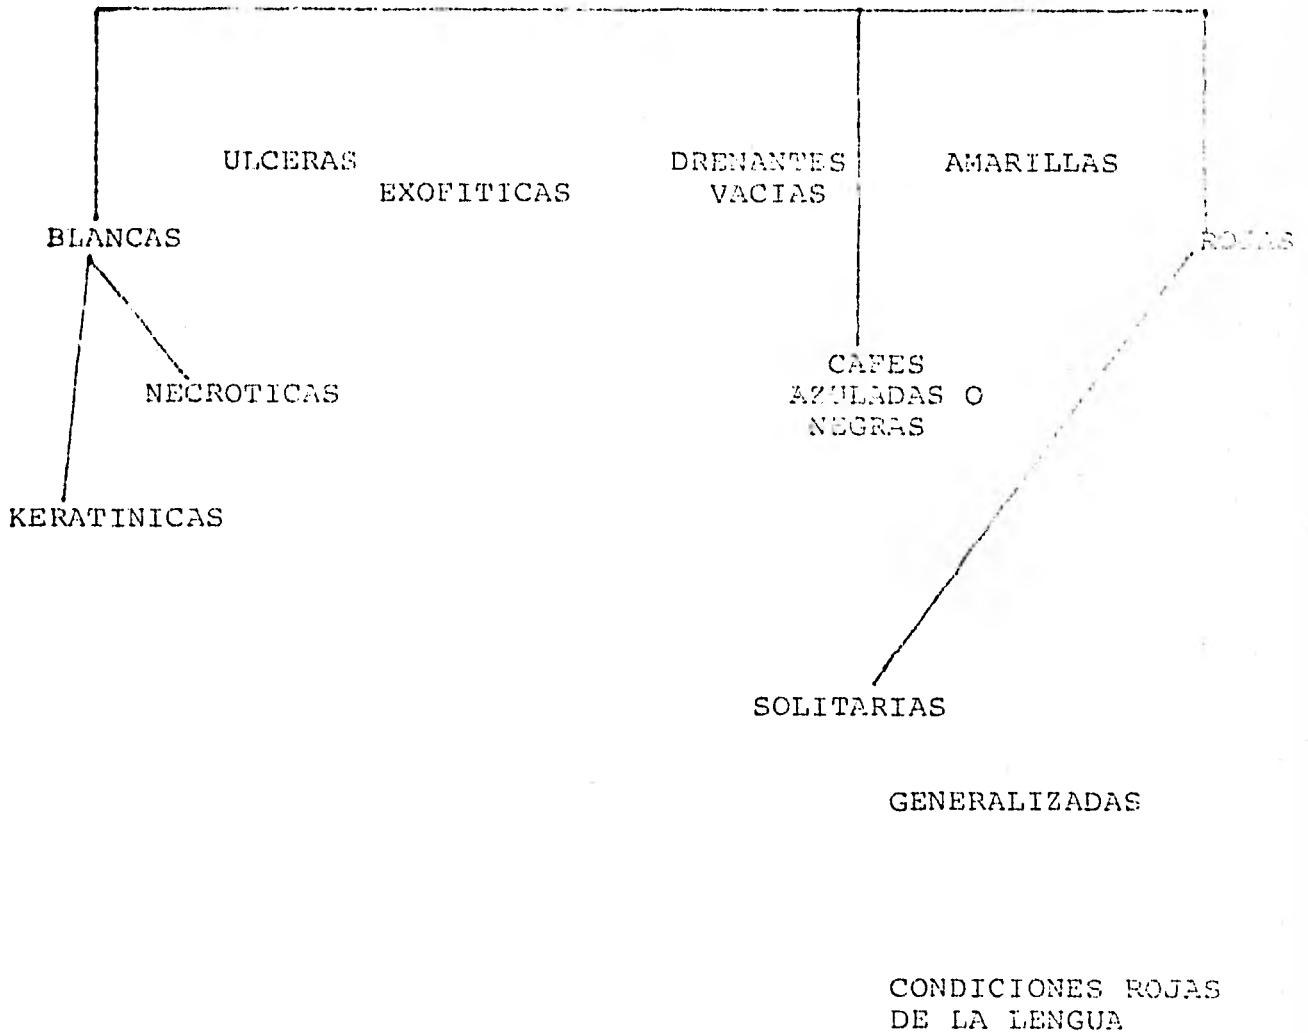 ULCERAS
EXOFITICAS
DRENANTES
VACIAS
AMARILLAS
BLANCAS
ROJAS
NECROTICAS
CAFES
AZULADAS O
NEGRAS
KERATINICAS
SOLITARIAS
GENERALIZADAS
CONDICIONES ROJAS
DE LA LENGUA